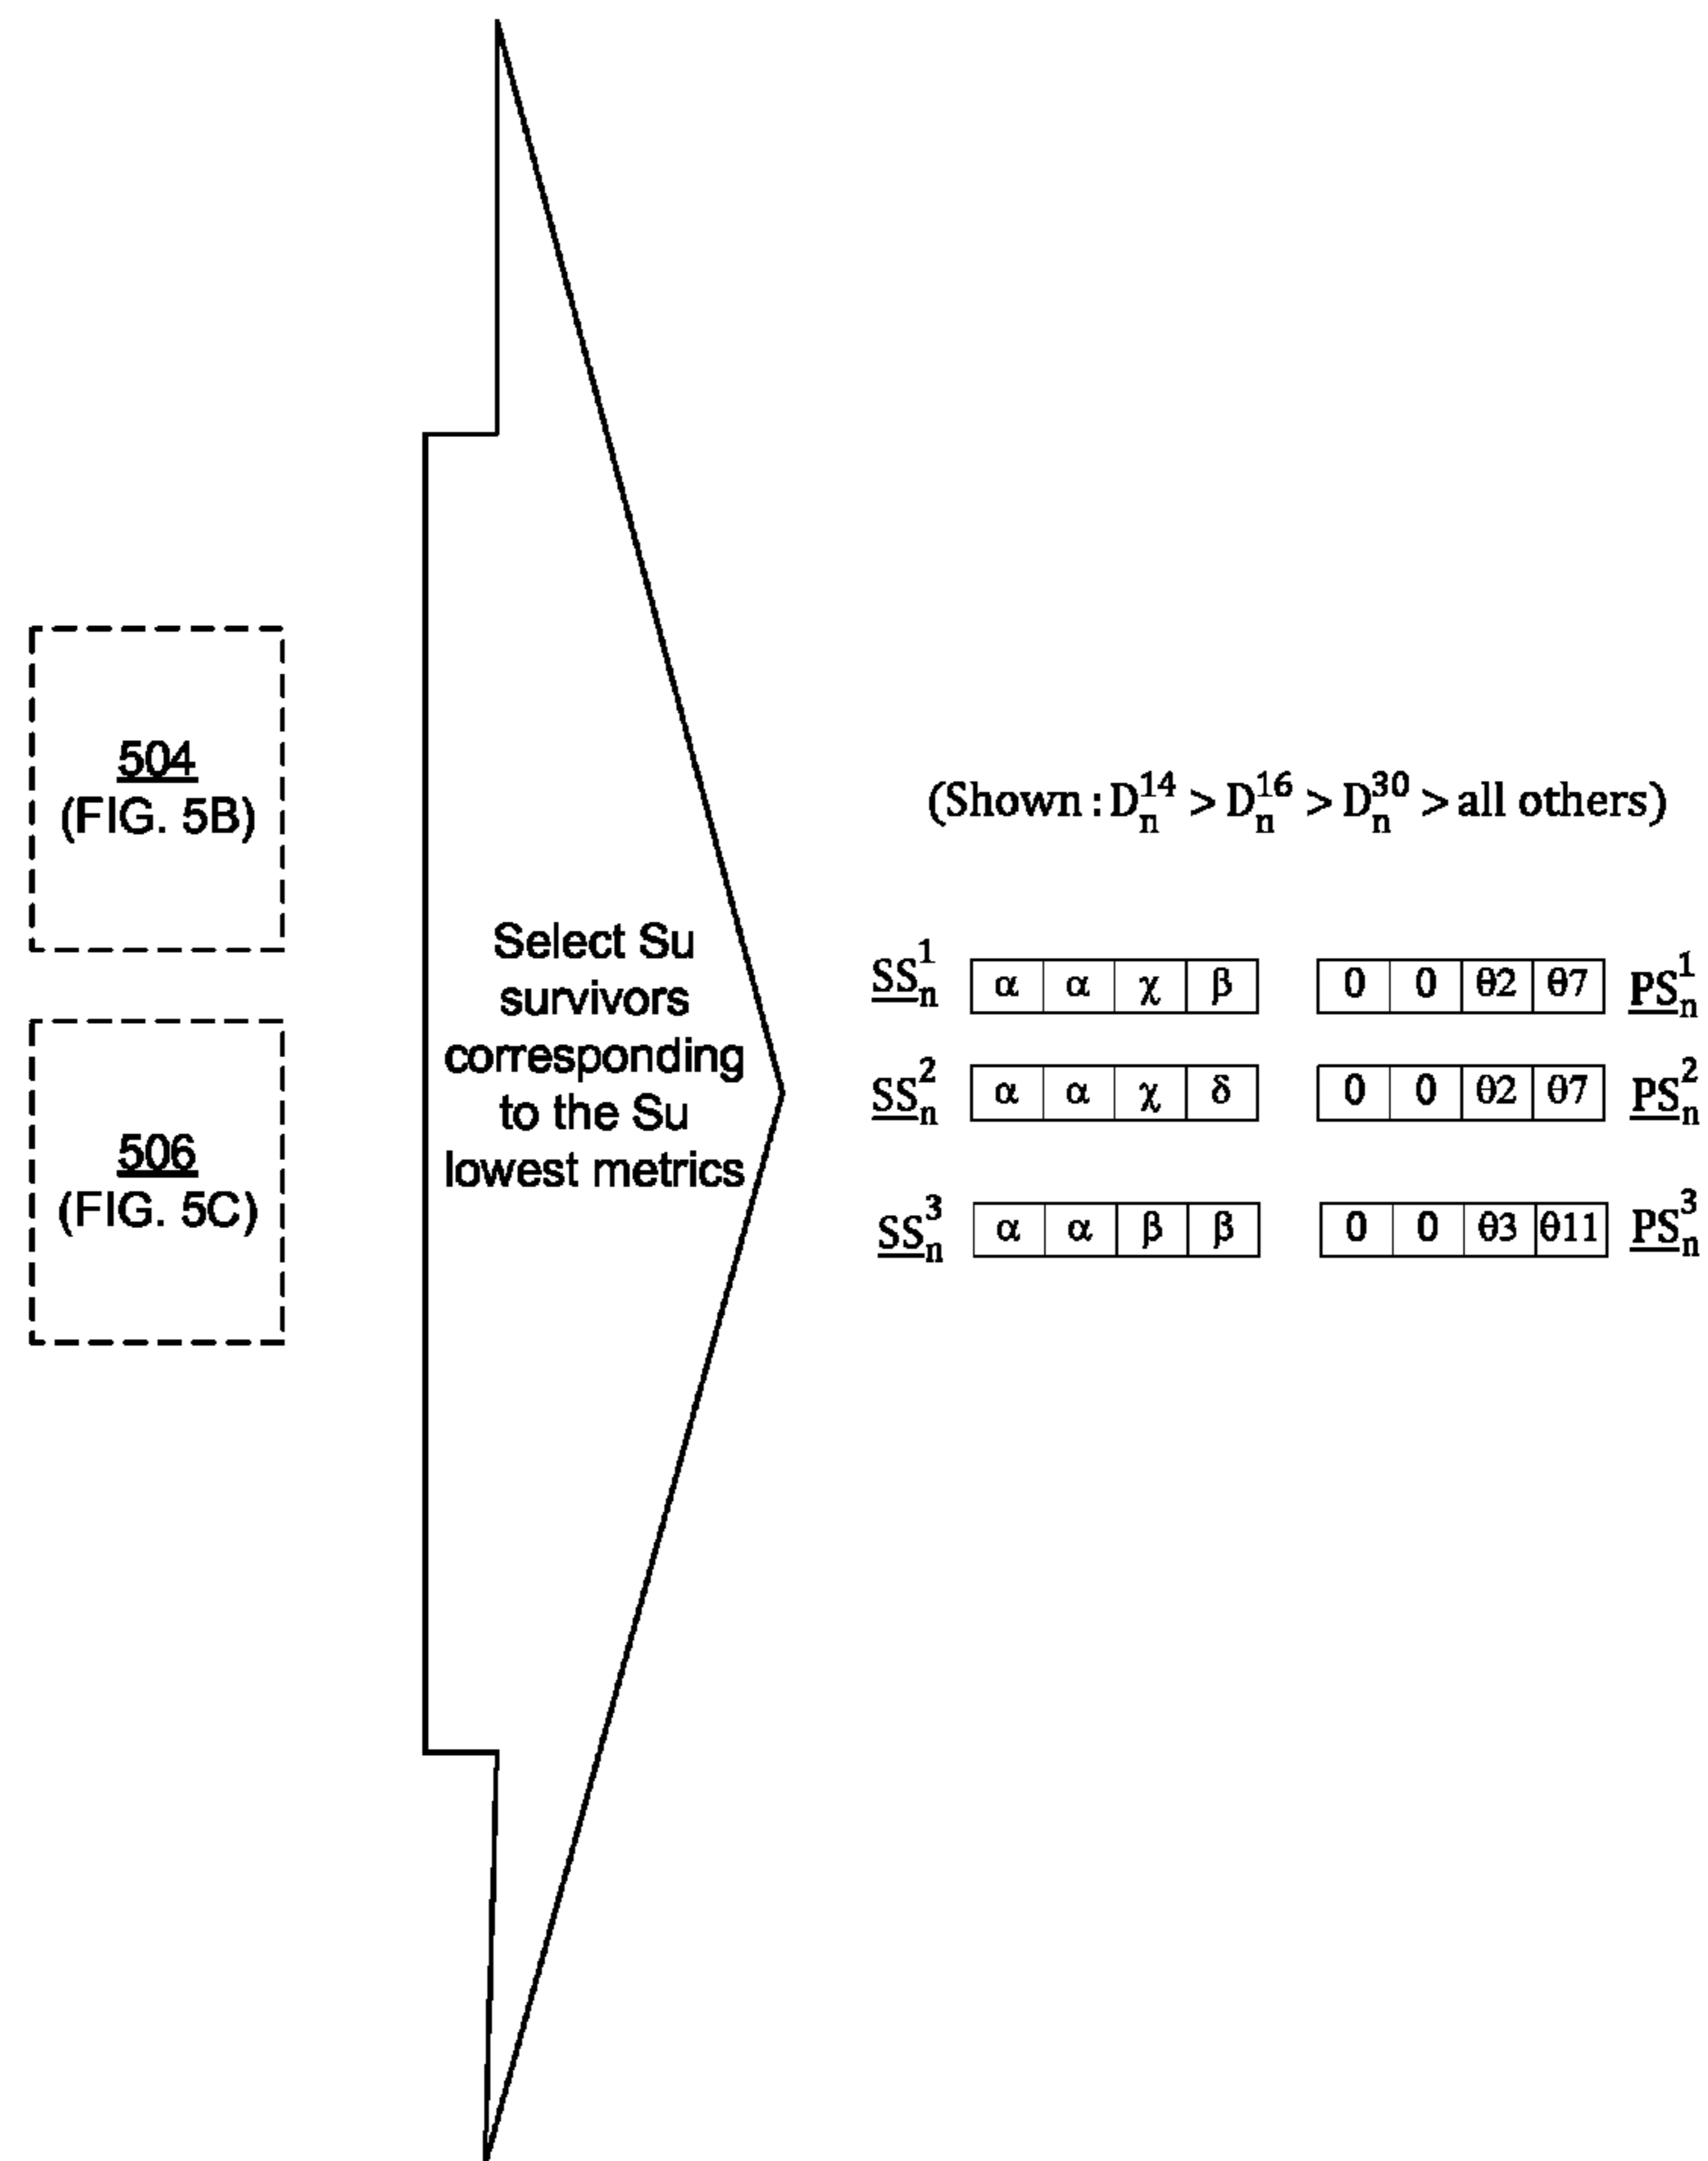 504
(FIG. 5B)
506
(FIG. 5C)
Select Su
survivors
corresponding
to the Su
lowest metrics
(Shown : D_n^14 > D_n^16 > D_n^30 > all others)
SS_n^1 α α χ β 0 0 θ2 θ7 PS_n^1
SS_n^2 α α χ δ 0 0 θ2 θ7 PS_n^2
SS_n^3 α α β β 0 0 θ3 θ11 PS_n^3